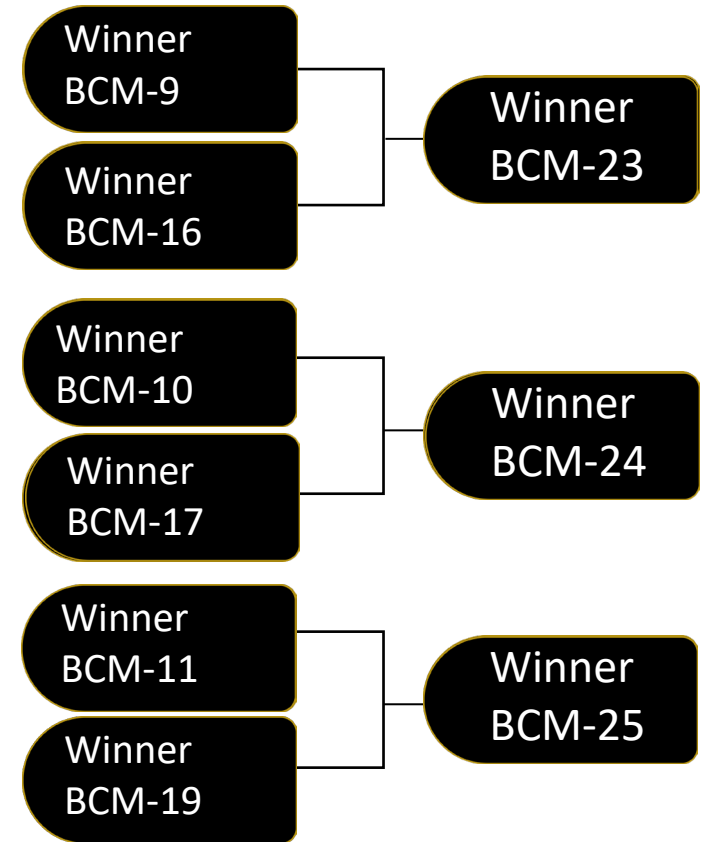 Winner
BCM-9
Winner
BCM-16
Winner
BCM-23
Winner
BCM-10
Winner
BCM-17
Winner
BCM-24
Winner
BCM-11
Winner
BCM-19
Winner
BCM-25